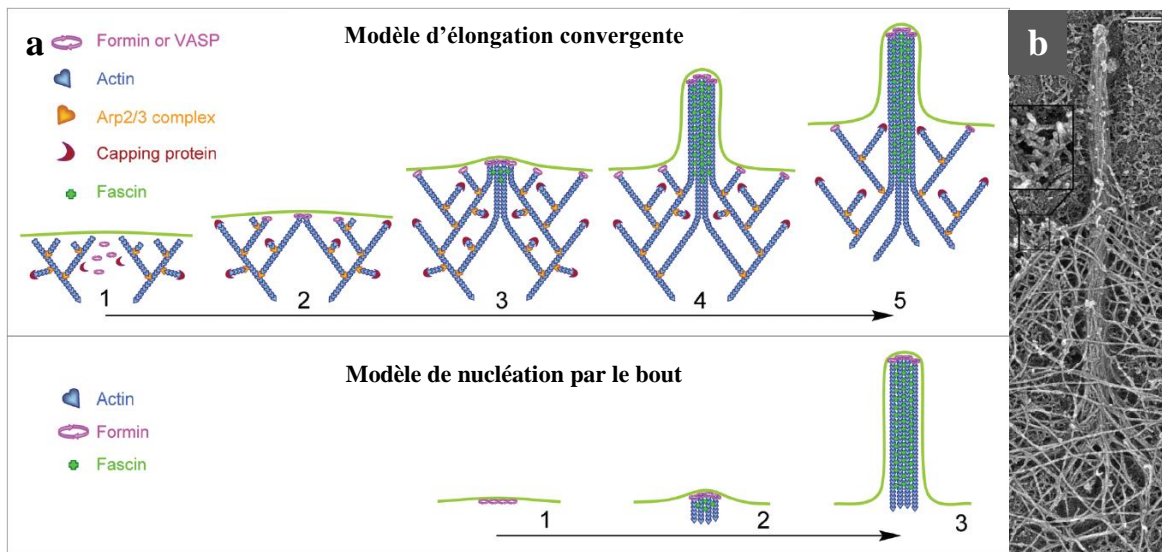 a
Formin or VASP
Actin
Arp2/3 complex
Capping protein
Fascin
Modèle d'élongation convergente
1
2
3
4
5
Modèle de nucléation par le bout
Actin
Formin
Fascin
1
2
3
b